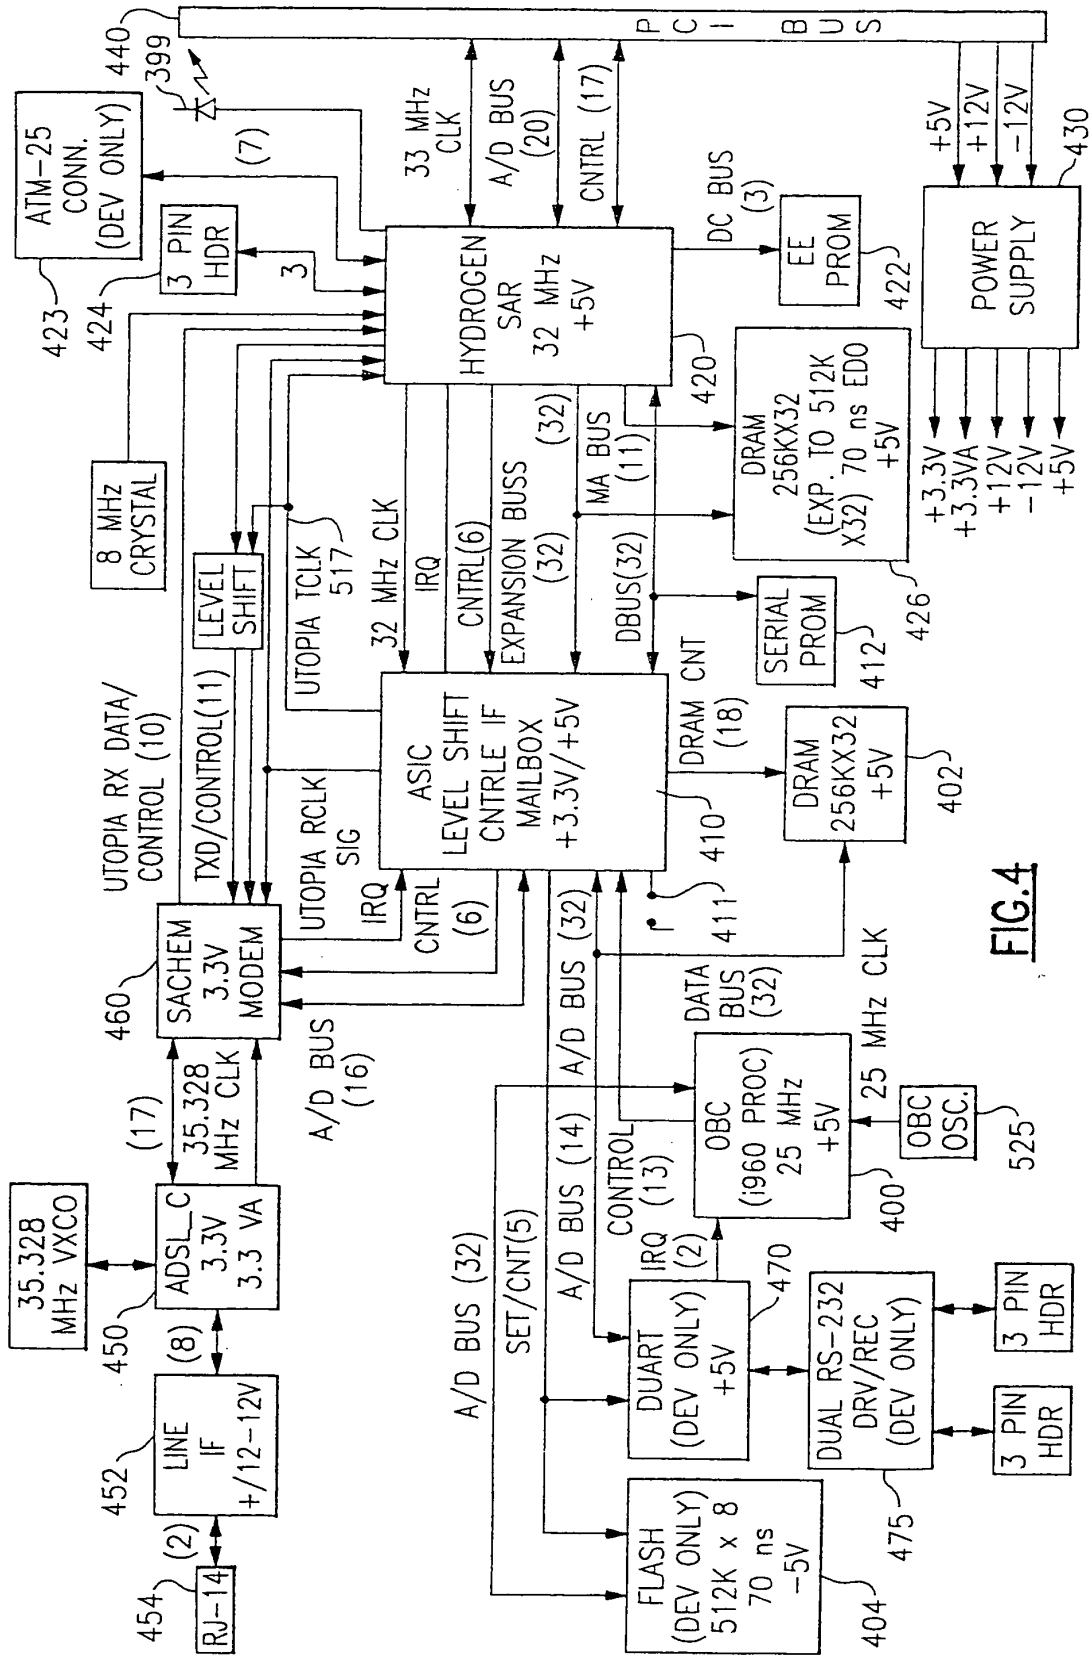 440
399
ATM-25
CONN.
(DEV ONLY)
(7)
423
424
3 PIN
HDR
3
8 MHz
CRYSTAL
LEVEL
SHIFT
UTOPIA RX DATA/
CONTROL (10)
TXD/CONTROL(11)
UTOPIA TCLK
517
UTOPIA RCLK
SIG
460
SACHEM
3.3V
MODEM
(17)
35.328
MHz CLK
35.328
MHz VXCO
ADSL_C
3.3V
3.3 VA
450
(8)
452
LINE
IF
+/12-12V
(2)
454
RJ-14
PCI BUS
33 MHz
CLK
A/D BUS
(20)
CNTRL (17)
HYDROGEN
SAR
32 MHz
+5V
420
32 MHz CLK
IRQ
CNTRL(6)
EXPANSION BUSS
(32)
(32)
MA BUS
(11)
DBUS(32)
ASIC
LEVEL SHIFT
CNTRLE IF
MAILBOX
+3.3V/+5V
410
IRQ
CNTRL
(6)
A/D BUS
(16)
DC BUS
(3)
EE
PROM
422
+5V
+12V
-12V
430
POWER
SUPPLY
+3.3V
+3.3VA
+12V
-12V
+5V
DRAM
256KX32
(EXP. TO 512K
X32) 70 ns EDO
+5V
426
SERIAL
PROM
412
DRAM CNT
(18)
DRAM
256KX32
+5V
402
411
A/D BUS (32)
DATA
BUS
(32)
A/D BUS (32)
SET/CNT(5)
A/D BUS (14)
CONTROL
(13)
IRQ
(2)
OBC
(i960 PROC)
25 MHz
+5V
400
25 MHz CLK
OBC
OSC.
525
470
DUART
(DEV ONLY)
+5V
DUAL RS-232
DRV/REC
(DEV ONLY)
475
3 PIN
HDR
3 PIN
HDR
FLASH
(DEV ONLY)
512K x 8
70 ns
-5V
404
FIG.4